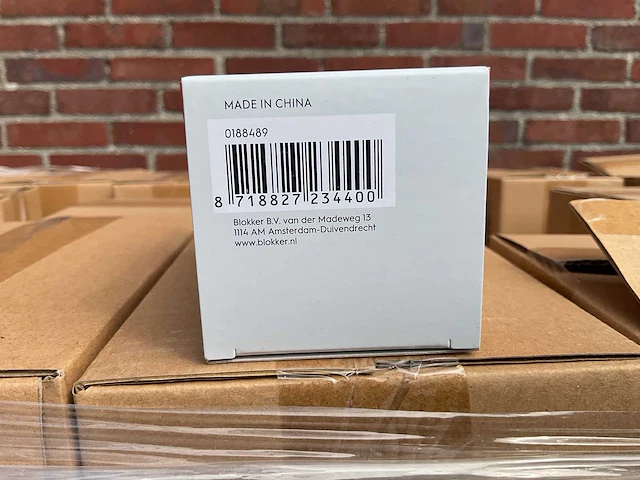 MADE IN CHINA
0188489
8 718827 234400
Blokker B.V. van der Madeweg 13
1114 AM Amsterdam-Duivendrecht
www.blokker.nl